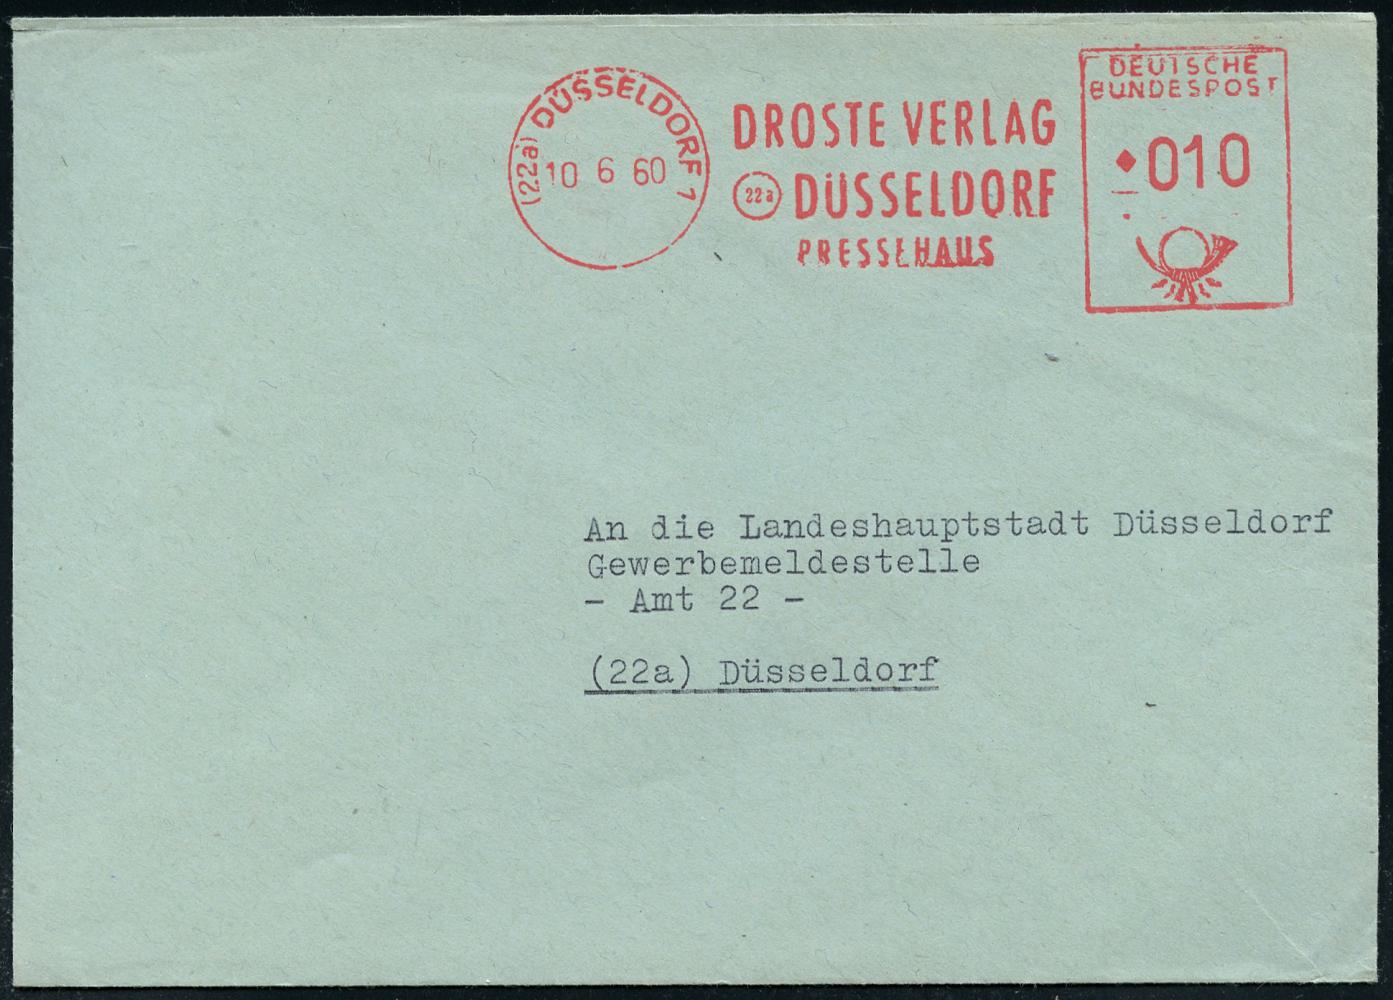 (22a) DÜSSELDORF 1
10 6 60
DROSTE VERLAG
22a DÜSSELDORF
PRESSEHAUS
DEUTSCHE
BUNDESPOST
010
An die Landeshauptstadt Düsseldorf
Gewerbemeldestelle
- Amt 22 -
(22a) Düsseldorf